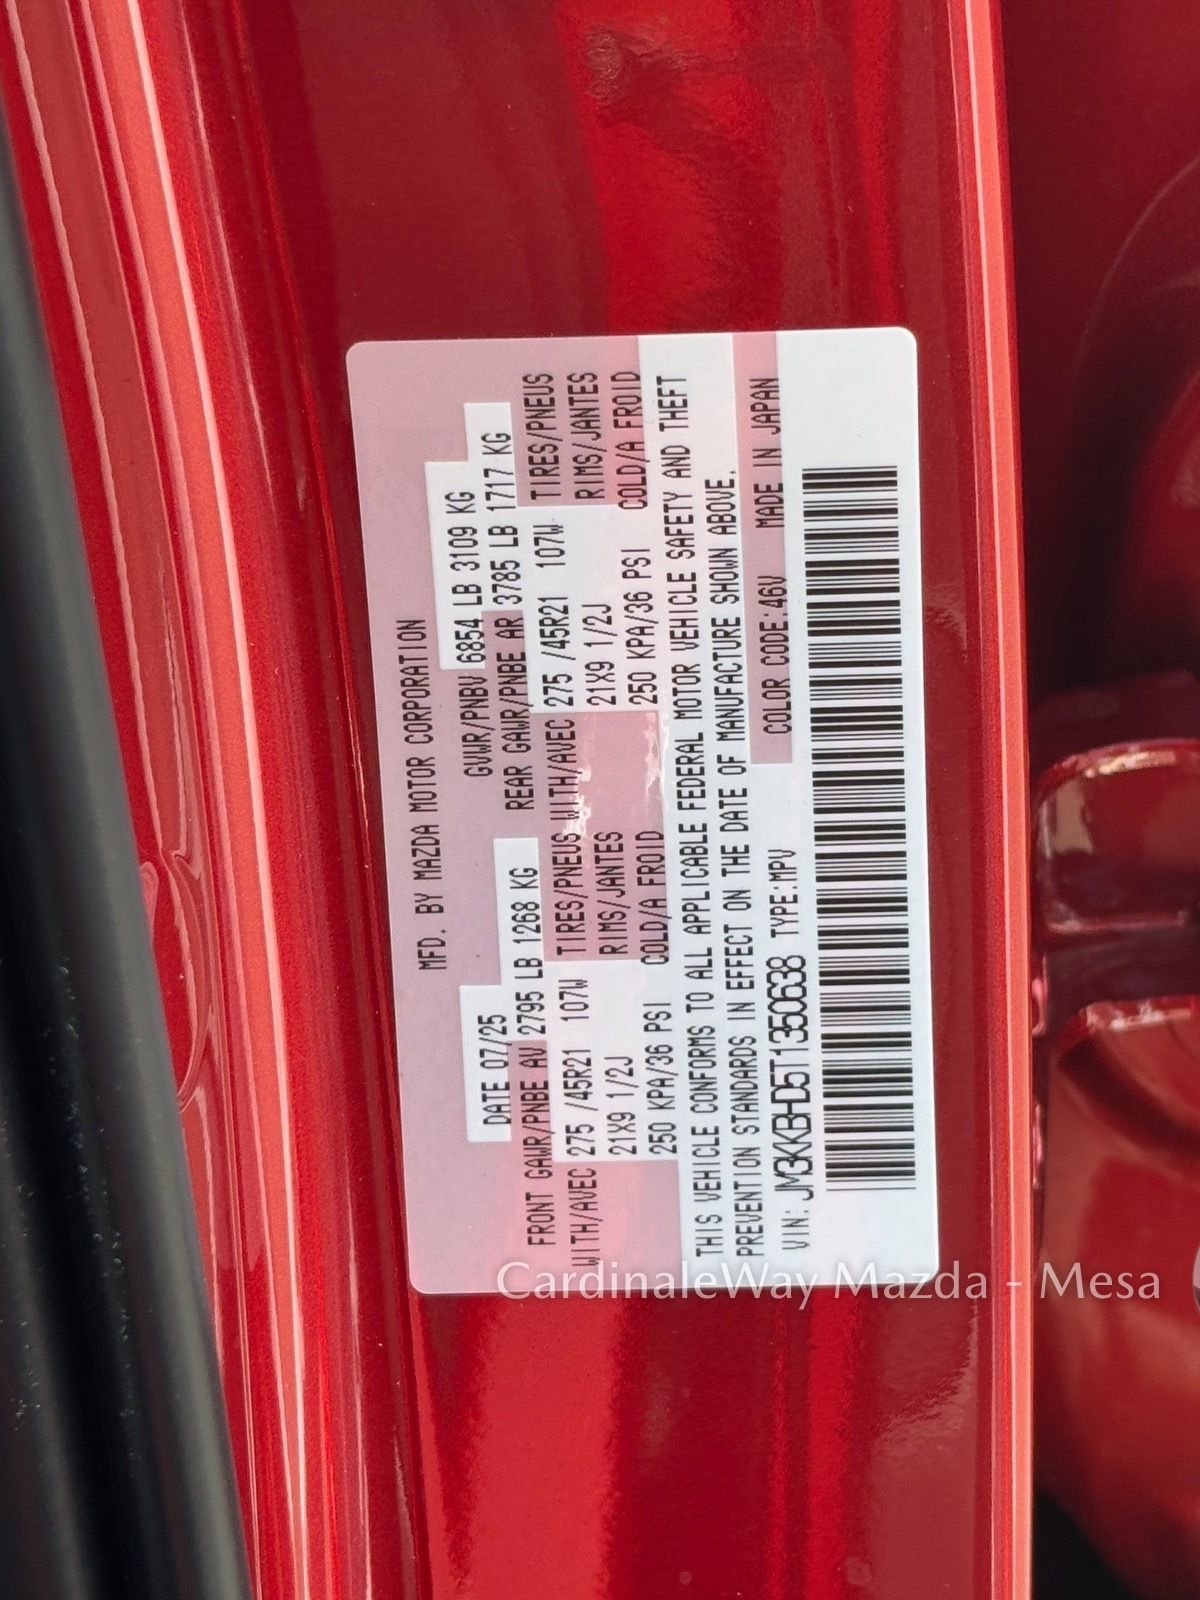 MFD. BY MAZDA MOTOR CORPORATION
DATE 07/25 GVWR/PNBV 6854 LB 3109 KG
FRONT GAWR/PNBE AV 2795 LB 1268 KG REAR GAWR/PNBE AR 3785 LB 1717 KG
WITH/AVEC 275 /45R21 107W TIRES/PNEUS WITH/AVEC 275 /45R21 107W TIRES/PNEUS
21X9 1/2J RIMS/JANTES 21X9 1/2J RIMS/JANTES
250 KPA/36 PSI COLD/A FROID 250 KPA/36 PSI COLD/A FROID
THIS VEHICLE CONFORMS TO ALL APPLICABLE FEDERAL MOTOR VEHICLE SAFETY AND THEFT
PREVENTION STANDARDS IN EFFECT ON THE DATE OF MANUFACTURE SHOWN ABOVE.
VIN: JM3KKBHD5T1350638 TYPE:MPV COLOR CODE:46V MADE IN JAPAN
CardinaleWay Mazda - Mesa